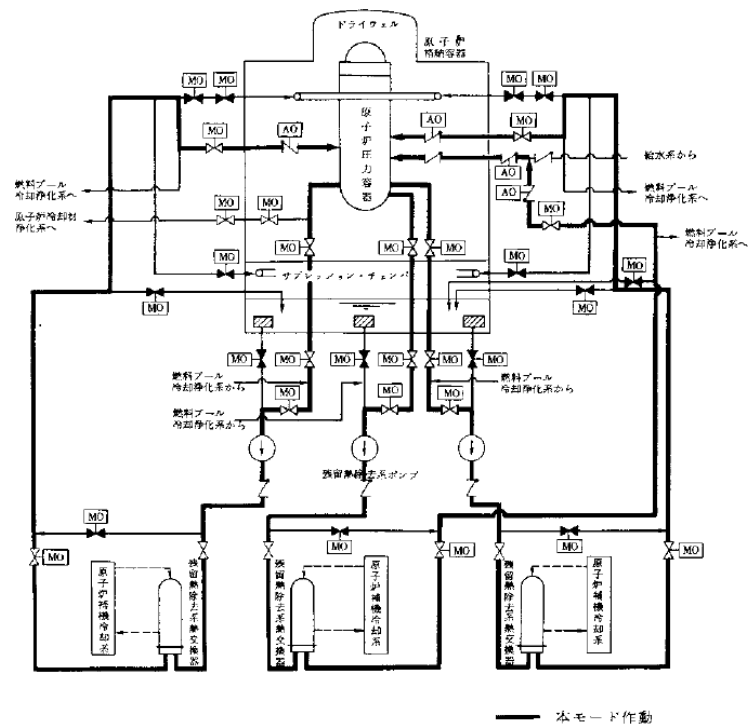 ドライウェル
原子炉
格納容器
MO
MO
MO
MO
原子炉圧力容器
MO
AO
AO
MO
給水系から
AO
AO
燃料プール
冷却浄化系へ
燃料プール
冷却浄化系へ
原子炉冷却材
浄化系へ
MO
MO
MO
燃料プール
冷却浄化系へ
MO
MO
MO
MO
サプレッション・チェンバ
MO
MO
MO
MO
MO
MO
MO
MO
MO
MO
燃料プール
冷却浄化系から
燃料プール
冷却浄化系から
MO
MO
MO
燃料プール
冷却浄化系から
残留熱除去系ポンプ
MO
MO
MO
MO
MO
MO
原子炉補機冷却系
残留熱除去系熱交換器
残留熱除去系熱交換器
原子炉補機冷却系
残留熱除去系熱交換器
原子炉補機冷却系
本モード作動